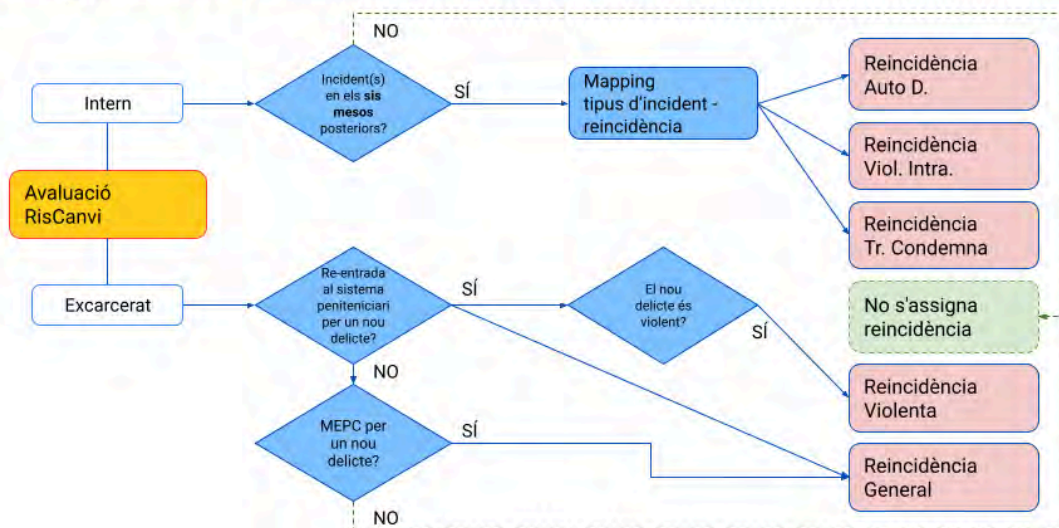 NO
Incident(s)
en els sis
mesos
posteriors?
SÍ
Intern
Mapping
tipus d'incident -
reincidència
Reincidència
Auto D.
Reincidència
Viol. Intra.
Reincidència
Tr. Condemna
Avaluació
RisCanvi
Excarcerat
Re-entrada
al sistema
peniteniciari
per un nou
delicte?
SÍ
El nou
delicte és
violent?
SÍ
No s'assigna
reincidència
NO
Reincidència
Violenta
MEPC per
un nou
delicte?
SÍ
Reincidència
General
NO